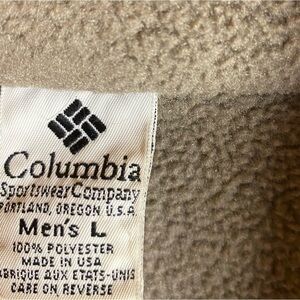 Columbia
Sportswear Company
PORTLAND, OREGON U.S.A.
Men's L
100% POLYESTER
MADE IN USA
FABRIQUE AUX ETATS-UNIS
CARE ON REVERSE